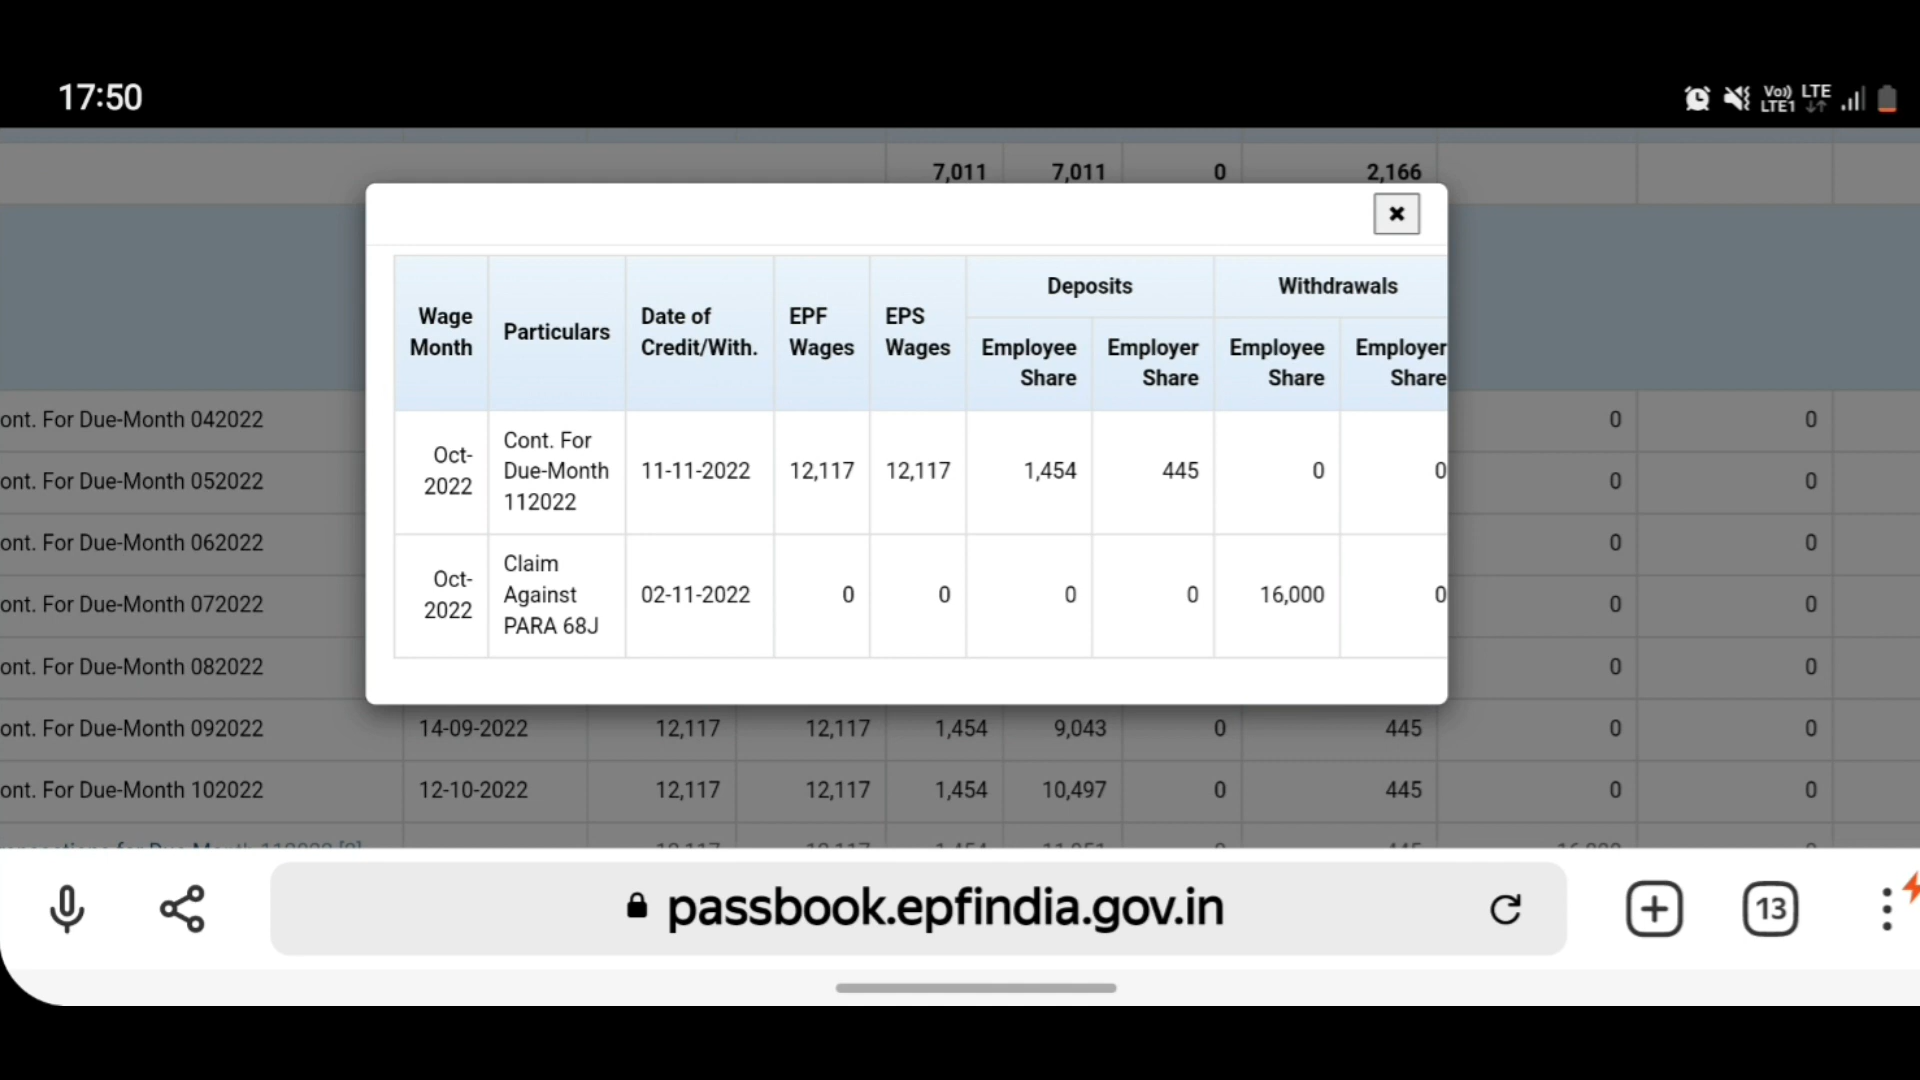 17:50
Vo)) LTE
LTE1
7,011 7,011 0 2,166
Deposits Withdrawals
Wage Month Particulars Date of Credit/With. EPF Wages EPS Wages Employee Share Employer Share Employee Share Employer Share
Oct-2022 Cont. For Due-Month 112022 11-11-2022 12,117 12,117 1,454 445 0 0
Oct-2022 Claim Against PARA 68J 02-11-2022 0 0 0 0 16,000 0
ont. For Due-Month 042022 0 0
ont. For Due-Month 052022 0 0
ont. For Due-Month 062022 0 0
ont. For Due-Month 072022 0 0
ont. For Due-Month 082022 0 0
ont. For Due-Month 092022 14-09-2022 12,117 12,117 1,454 9,043 0 445 0 0
ont. For Due-Month 102022 12-10-2022 12,117 12,117 1,454 10,497 0 445 0 0
passbook.epfindia.gov.in
13